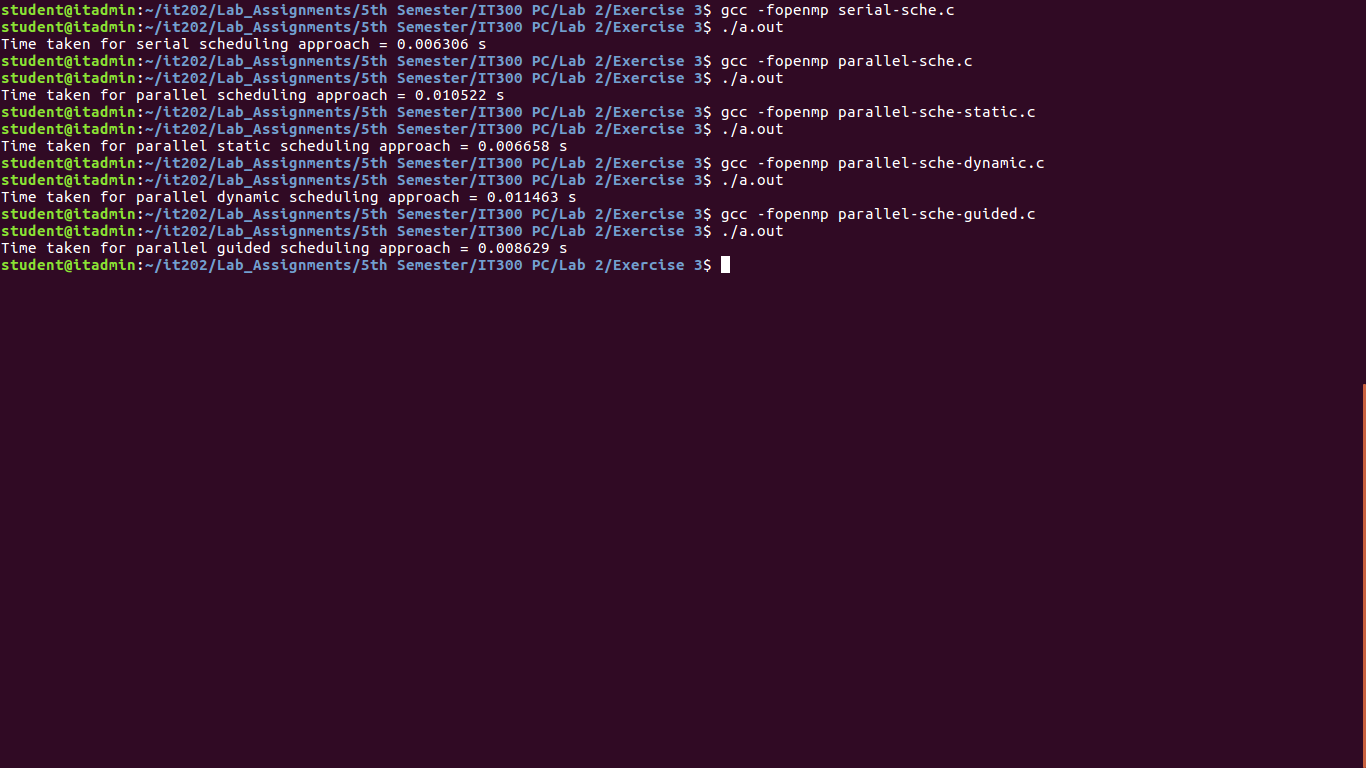 student@itadmin:~/it202/Lab_Assignments/5th Semester/IT300 PC/Lab 2/Exercise 3$ gcc -fopenmp serial-sche.c
student@itadmin:~/it202/Lab_Assignments/5th Semester/IT300 PC/Lab 2/Exercise 3$ ./a.out
Time taken for serial scheduling approach = 0.006306 s
student@itadmin:~/it202/Lab_Assignments/5th Semester/IT300 PC/Lab 2/Exercise 3$ gcc -fopenmp parallel-sche.c
student@itadmin:~/it202/Lab_Assignments/5th Semester/IT300 PC/Lab 2/Exercise 3$ ./a.out
Time taken for parallel scheduling approach = 0.010522 s
student@itadmin:~/it202/Lab_Assignments/5th Semester/IT300 PC/Lab 2/Exercise 3$ gcc -fopenmp parallel-sche-static.c
student@itadmin:~/it202/Lab_Assignments/5th Semester/IT300 PC/Lab 2/Exercise 3$ ./a.out
Time taken for parallel static scheduling approach = 0.006658 s
student@itadmin:~/it202/Lab_Assignments/5th Semester/IT300 PC/Lab 2/Exercise 3$ gcc -fopenmp parallel-sche-dynamic.c
student@itadmin:~/it202/Lab_Assignments/5th Semester/IT300 PC/Lab 2/Exercise 3$ ./a.out
Time taken for parallel dynamic scheduling approach = 0.011463 s
student@itadmin:~/it202/Lab_Assignments/5th Semester/IT300 PC/Lab 2/Exercise 3$ gcc -fopenmp parallel-sche-guided.c
student@itadmin:~/it202/Lab_Assignments/5th Semester/IT300 PC/Lab 2/Exercise 3$ ./a.out
Time taken for parallel guided scheduling approach = 0.008629 s
student@itadmin:~/it202/Lab_Assignments/5th Semester/IT300 PC/Lab 2/Exercise 3$